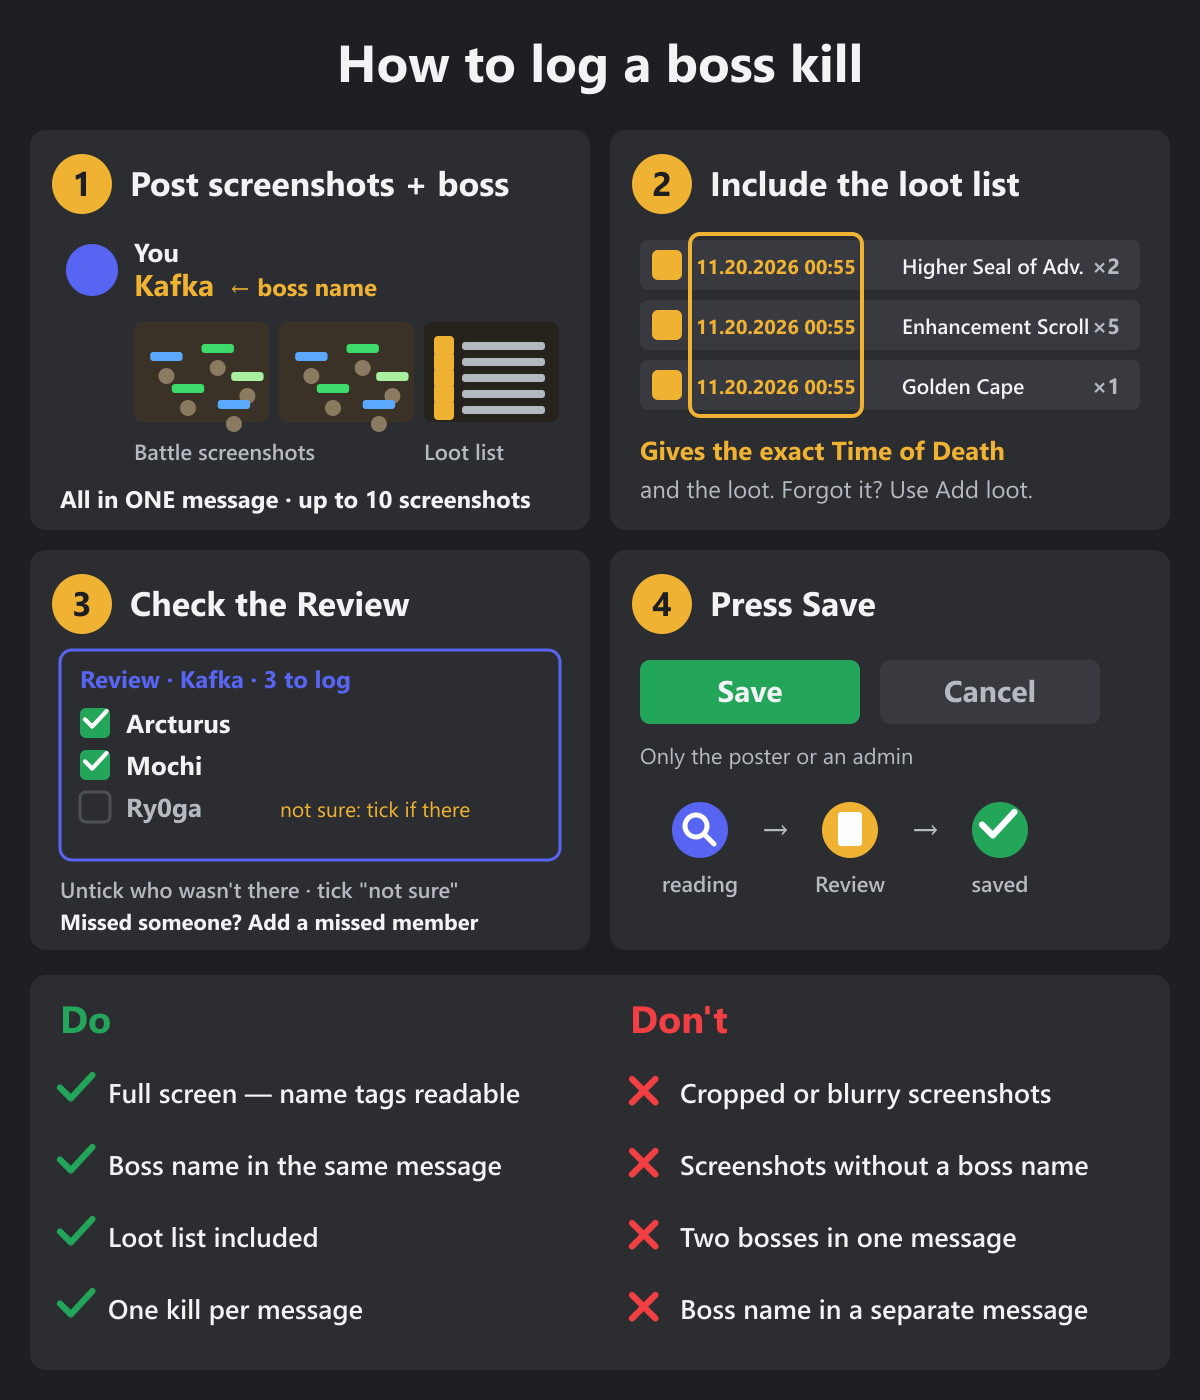 How to log a boss kill
1 Post screenshots + boss
You
Kafka ← boss name
Battle screenshots
Loot list
All in ONE message · up to 10 screenshots
2 Include the loot list
11.20.2026 00:55 Higher Seal of Adv. ×2
11.20.2026 00:55 Enhancement Scroll ×5
11.20.2026 00:55 Golden Cape ×1
Gives the exact Time of Death
and the loot. Forgot it? Use Add loot.
3 Check the Review
Review · Kafka · 3 to log
Arcturus
Mochi
Ry0ga not sure: tick if there
Untick who wasn't there · tick "not sure"
Missed someone? Add a missed member
4 Press Save
Save Cancel
Only the poster or an admin
→ →
reading Review saved
Do
Full screen — name tags readable
Boss name in the same message
Loot list included
One kill per message
Don't
Cropped or blurry screenshots
Screenshots without a boss name
Two bosses in one message
Boss name in a separate message